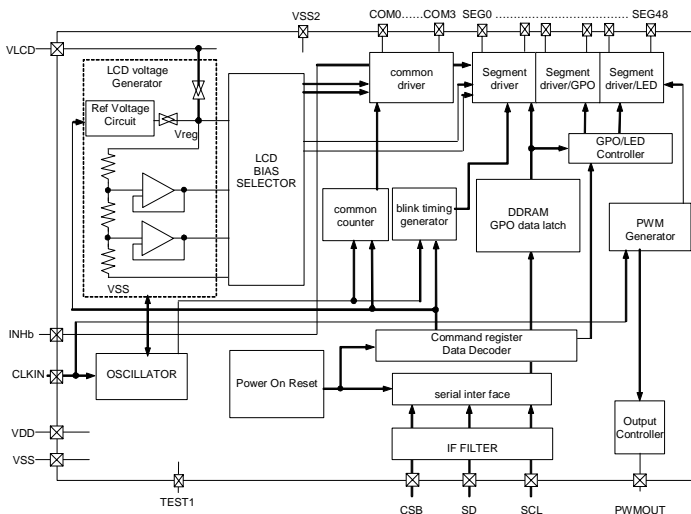 VSS2
COM0......COM3
SEG0 ........................... SEG48
VLCD
LCD voltage
Generator
Ref Voltage
Circuit
Vreg
LCD
BIAS
SELECTOR
common
driver
Segment
driver
Segment
driver/GPO
Segment
driver/LED
GPO/LED
Controller
common
counter
blink timing
generator
DDRAM
GPO data latch
PWM
Generator
VSS
INHb
CLKIN
OSCILLATOR
Power On Reset
Command register
Data Decoder
serial inter face
IF FILTER
Output
Controller
VDD
VSS
TEST1
CSB
SD
SCL
PWMOUT